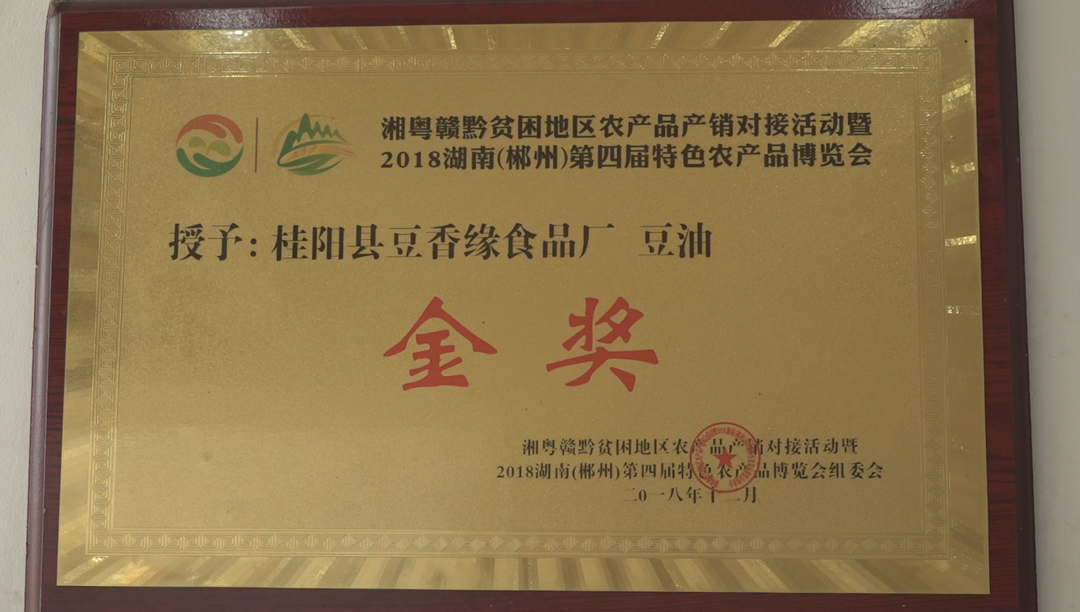 湘粤赣黔贫困地区农产品产销对接活动暨
2018湖南(郴州)第四届特色农产品博览会
授予:桂阳县豆香缘食品厂 豆油
金奖
湘粤赣黔贫困地区农产品产销对接活动暨
2018湖南(郴州)第四届特色农产品博览会组委会
二0一八年十二月